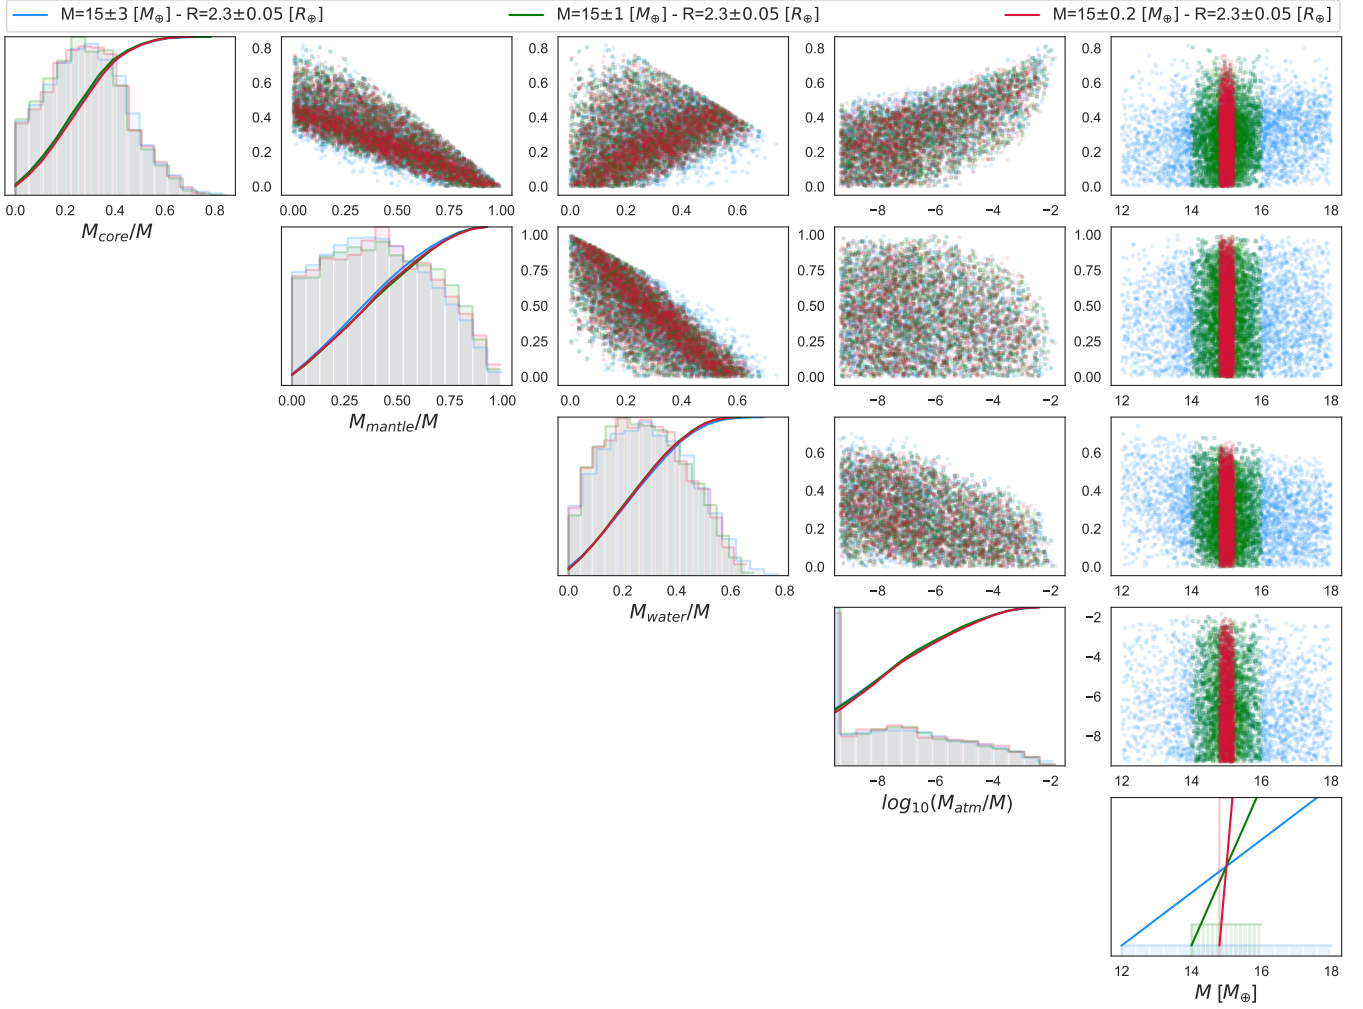 M=15±3 [M⊕] - R=2.3±0.05 [R⊕] M=15±1 [M⊕] - R=2.3±0.05 [R⊕] M=15±0.2 [M⊕] - R=2.3±0.05 [R⊕]
0.8 0.8 0.8 0.8
0.6 0.6 0.6 0.6
0.4 0.4 0.4 0.4
0.2 0.2 0.2 0.2
0.0 0.0 0.0 0.0
0.0 0.2 0.4 0.6 0.8 0.00 0.25 0.50 0.75 1.00 0.0 0.2 0.4 0.6 −8 −6 −4 −2 12 14 16 18
M_core/M
1.00 1.00 1.00
0.75 0.75 0.75
0.50 0.50 0.50
0.25 0.25 0.25
0.00 0.00 0.00
0.00 0.25 0.50 0.75 1.00 0.0 0.2 0.4 0.6 −8 −6 −4 −2 12 14 16 18
M_mantle/M
0.6 0.6
0.4 0.4
0.2 0.2
0.0 0.0
0.0 0.2 0.4 0.6 0.8 −8 −6 −4 −2 12 14 16 18
M_water/M
−2
−4
−6
−8
−8 −6 −4 −2 12 14 16 18
log10(M_atm/M)
12 14 16 18
M [M⊕]